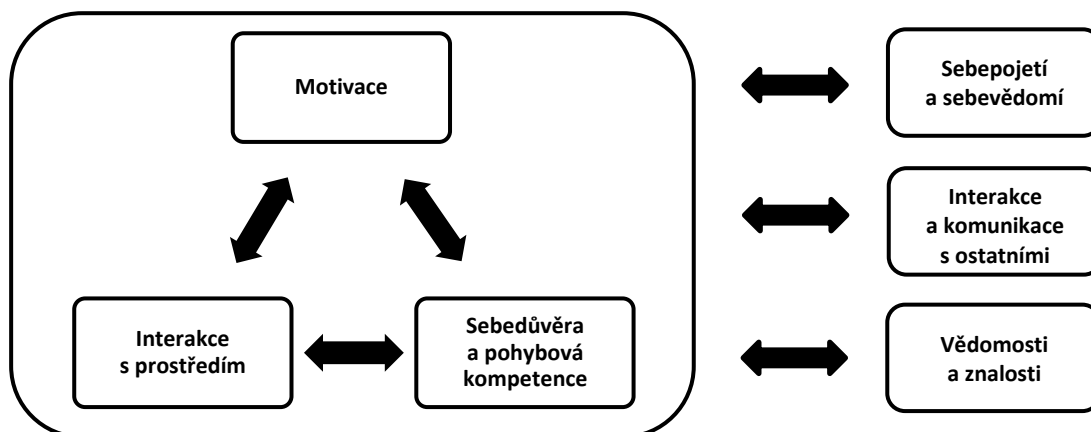 Motivace
Interakce
s prostředím
Sebedůvěra
a pohybová
kompetence
Sebepojetí
a sebevědomí
Interakce
a komunikace
s ostatními
Vědomosti
a znalosti